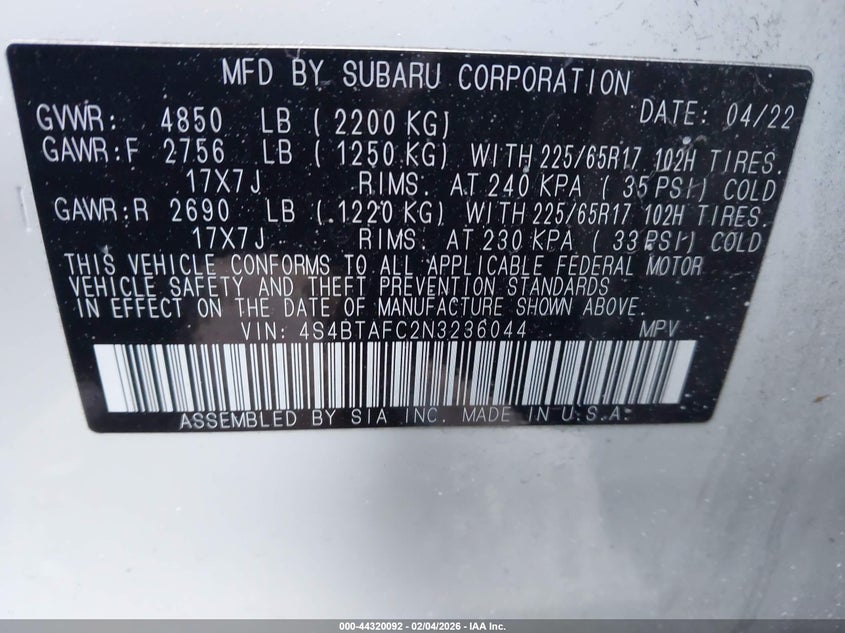 MFD BY SUBARU CORPORATION
DATE: 04/22
GVWR: 4850 LB ( 2200 KG)
GAWR:F 2756 LB ( 1250 KG) WITH 225/65R17 102H TIRES.
17X7J RIMS. AT 240 KPA ( 35 PSI) COLD
GAWR:R 2690 LB ( 1220 KG) WITH 225/65R17 102H TIRES.
17X7J RIMS. AT 230 KPA ( 33 PSI) COLD
THIS VEHICLE CONFORMS TO ALL APPLICABLE FEDERAL MOTOR
VEHICLE SAFETY AND THEFT PREVENTION STANDARDS
IN EFFECT ON THE DATE OF MANUFACTURE SHOWN ABOVE.
VIN: 4S4BTAFC2N3236044 MPV
ASSEMBLED BY SIA INC. MADE IN U.S.A.
000-44320092 - 02/04/2026 - IAA Inc.